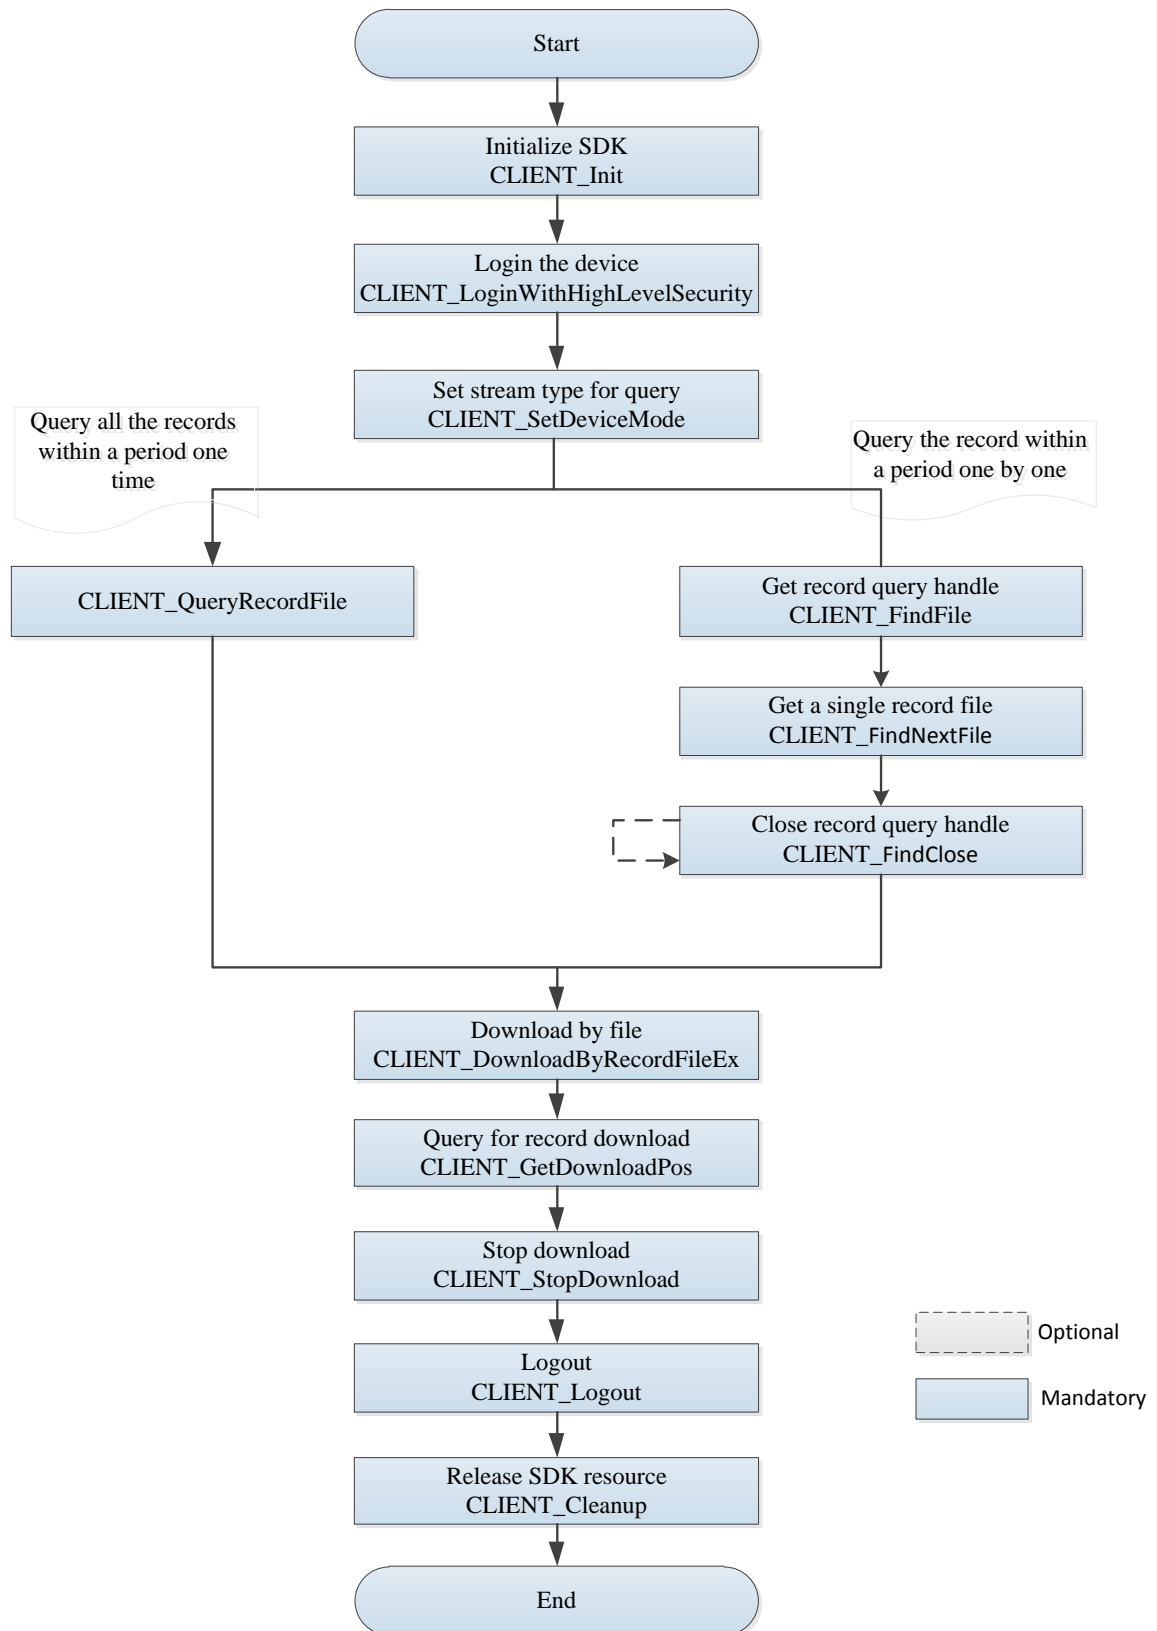 Start
Initialize SDK
CLIENT_Init
Login the device
CLIENT_LoginWithHighLevelSecurity
Set stream type for query
CLIENT_SetDeviceMode
Query all the records
within a period one
time
Query the record within
a period one by one
CLIENT_QueryRecordFile
Get record query handle
CLIENT_FindFile
Get a single record file
CLIENT_FindNextFile
Close record query handle
CLIENT_FindClose
Download by file
CLIENT_DownloadByRecordFileEx
Query for record download
CLIENT_GetDownloadPos
Stop download
CLIENT_StopDownload
Optional
Logout
CLIENT_Logout
Mandatory
Release SDK resource
CLIENT_Cleanup
End